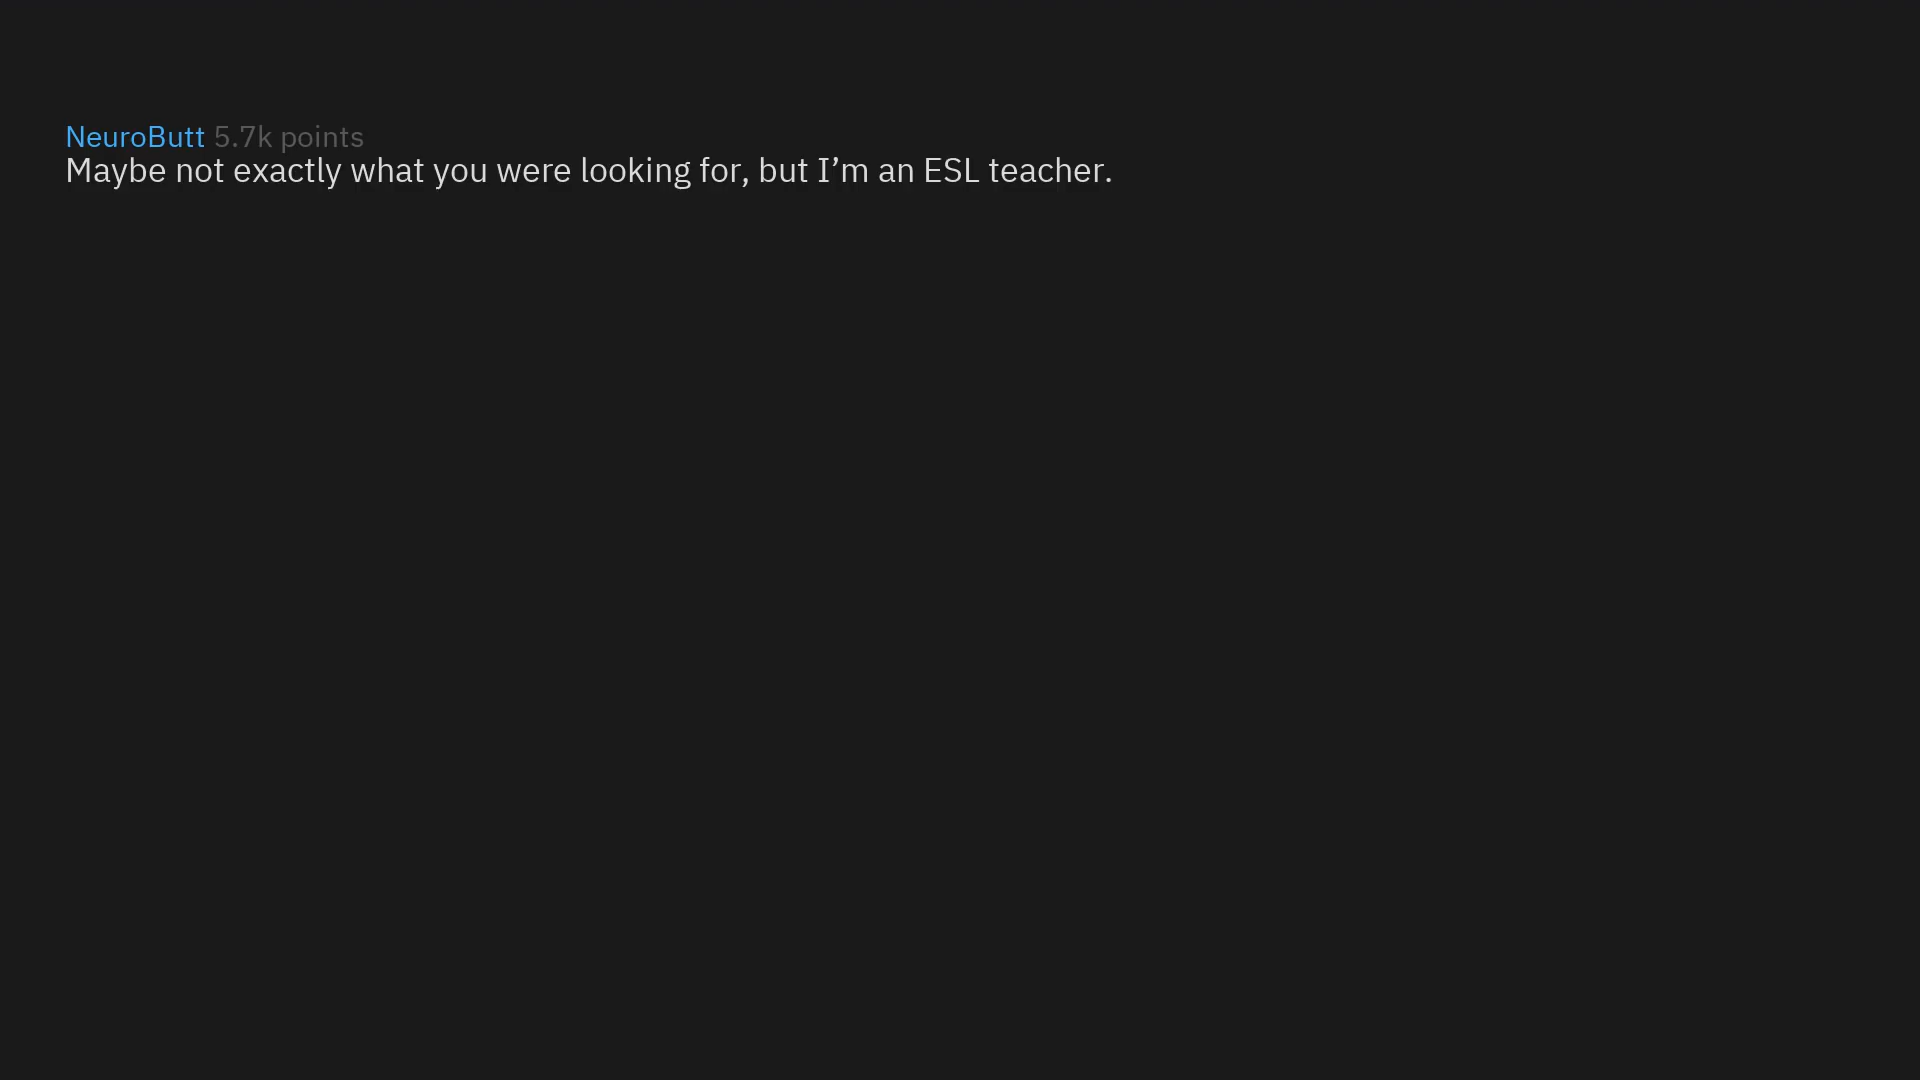 NeuroButt 5.7k points
Maybe not exactly what you were looking for, but I’m an ESL teacher.